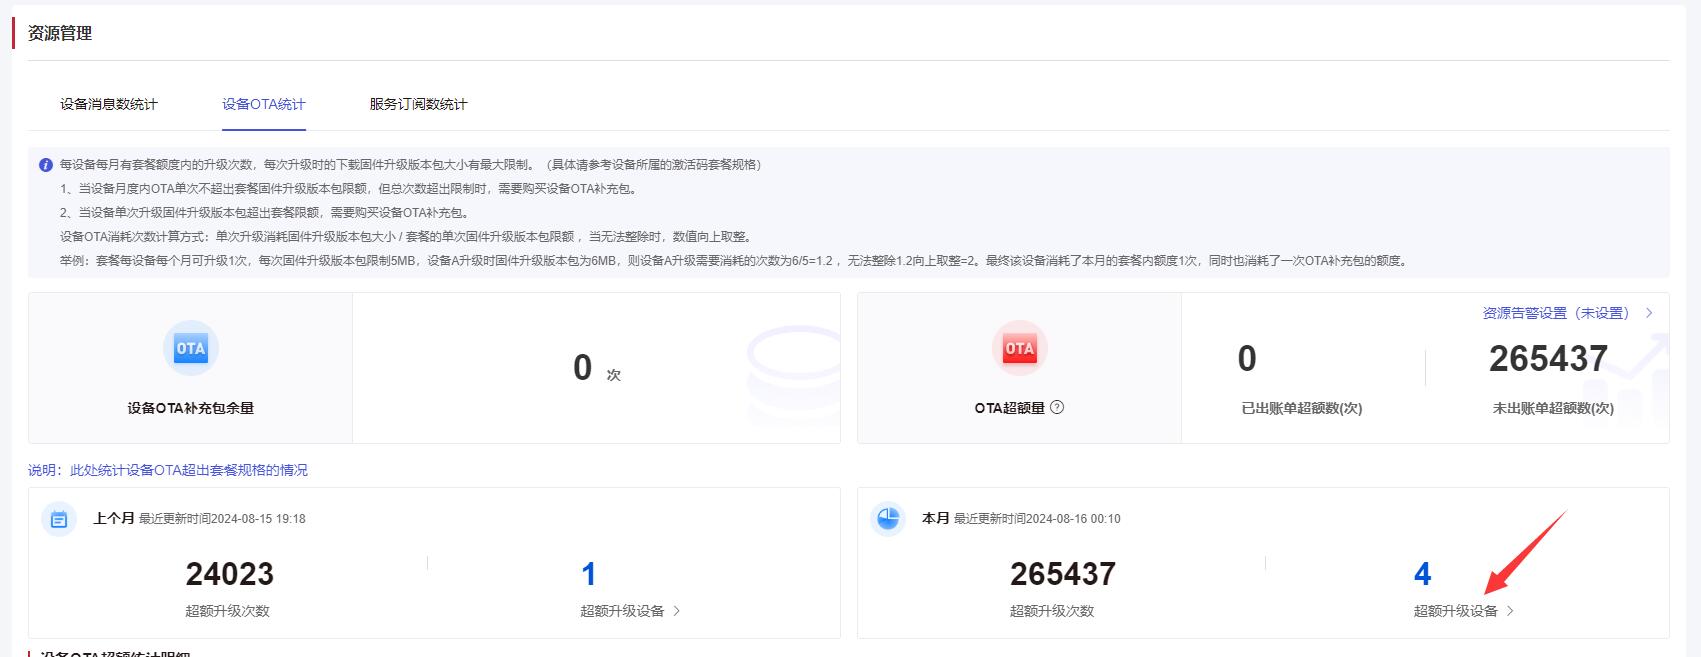 资源管理
设备消息数统计 设备OTA统计 服务订阅数统计
每设备每月有套餐额度内的升级次数，每次升级时的下载固件升级版本包大小有最大限制。（具体请参考设备所属的激活码套餐规格）
1、当设备月度内OTA单次不超出套餐固件升级版本包限额，但总次数超出限制时，需要购买设备OTA补充包。
2、当设备单次升级固件升级版本包超出套餐限额，需要购买设备OTA补充包。
设备OTA消耗次数计算方式：单次升级消耗固件升级版本包大小 / 套餐的单次固件升级版本包限额 ，当无法整除时，数值向上取整。
举例：套餐每设备每个月可升级1次，每次固件升级版本包限制5MB，设备A升级时固件升级版本包为6MB，则设备A升级需要消耗的次数为6/5=1.2 ，无法整除1.2向上取整=2。最终该设备消耗了本月的套餐内额度1次，同时也消耗了一次OTA补充包的额度。
OTA
设备OTA补充包余量
0 次
OTA
OTA超额量 ?
资源告警设置（未设置） >
0 265437
已出账单超额数(次) 未出账单超额数(次)
说明：此处统计设备OTA超出套餐规格的情况
上个月 最近更新时间2024-08-15 19:18
24023 1
超额升级次数 超额升级设备 >
本月 最近更新时间2024-08-16 00:10
265437 4
超额升级次数 超额升级设备 >
设备OTA超额统计明细